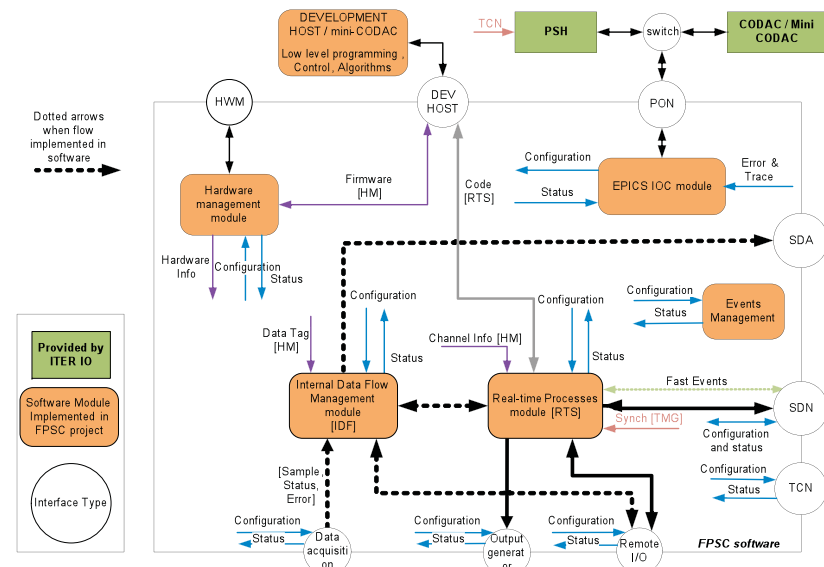 DEVELOPMENT
HOST / mini-CODAC
Low level programming ,
Control, Algorithms
TCN
PSH
switch
CODAC / Mini
CODAC
Dotted arrows
when flow
implemented in
software
HWM
DEV
HOST
PON
Hardware
management
module
Firmware
[HM]
Code
[RTS]
Configuration
Status
EPICS IOC module
Error &
Trace
SDA
Hardware
Info
Configuration
Status
Configuration
Status
Events
Management
Data Tag
[HM]
Configuration
Status
Channel Info [HM]
Configuration
Status
Provided by
ITER IO
Software Module
Implemented in
FPSC project
Interface Type
Internal Data Flow
Management
module
[IDF]
Real-time Processes
module [RTS]
Fast Events
Synch [TMG]
SDN
Configuration
and status
[Sample,
Status,
Error]
Configuration
Status
TCN
Configuration
Status
Data
acquisiti
on
Configuration
Status
Output
generat
or
Configuration
Status
Remote
I/O
FPSC software